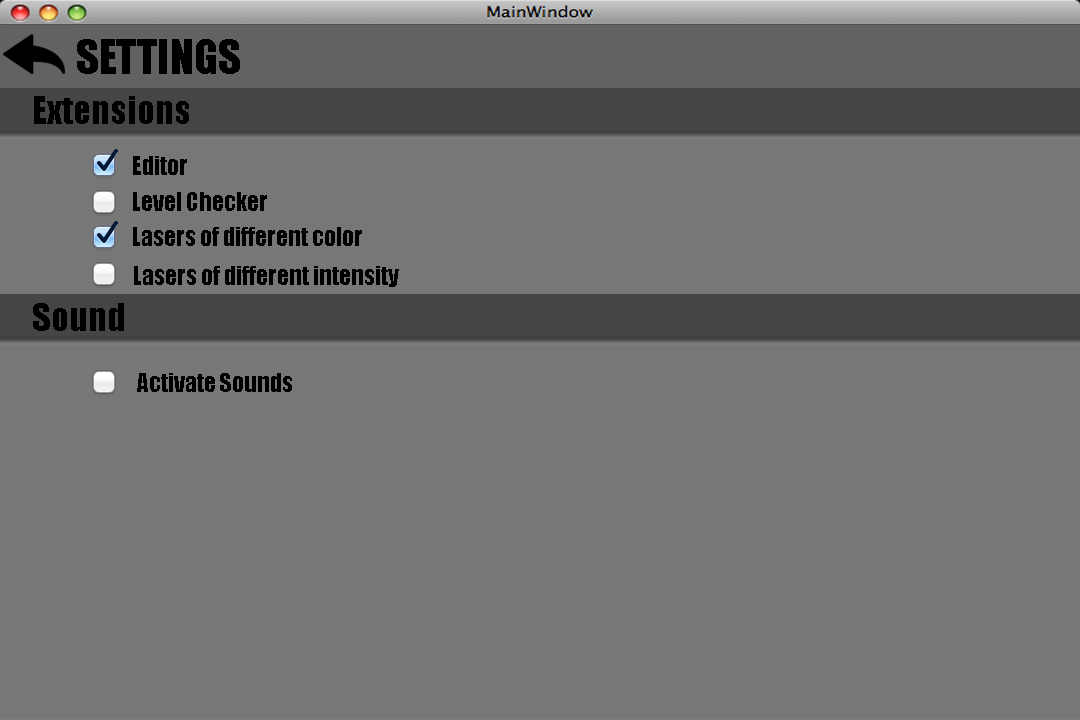 MainWindow
SETTINGS
Extensions
Editor
Level Checker
Lasers of different color
Lasers of different intensity
Sound
Activate Sounds